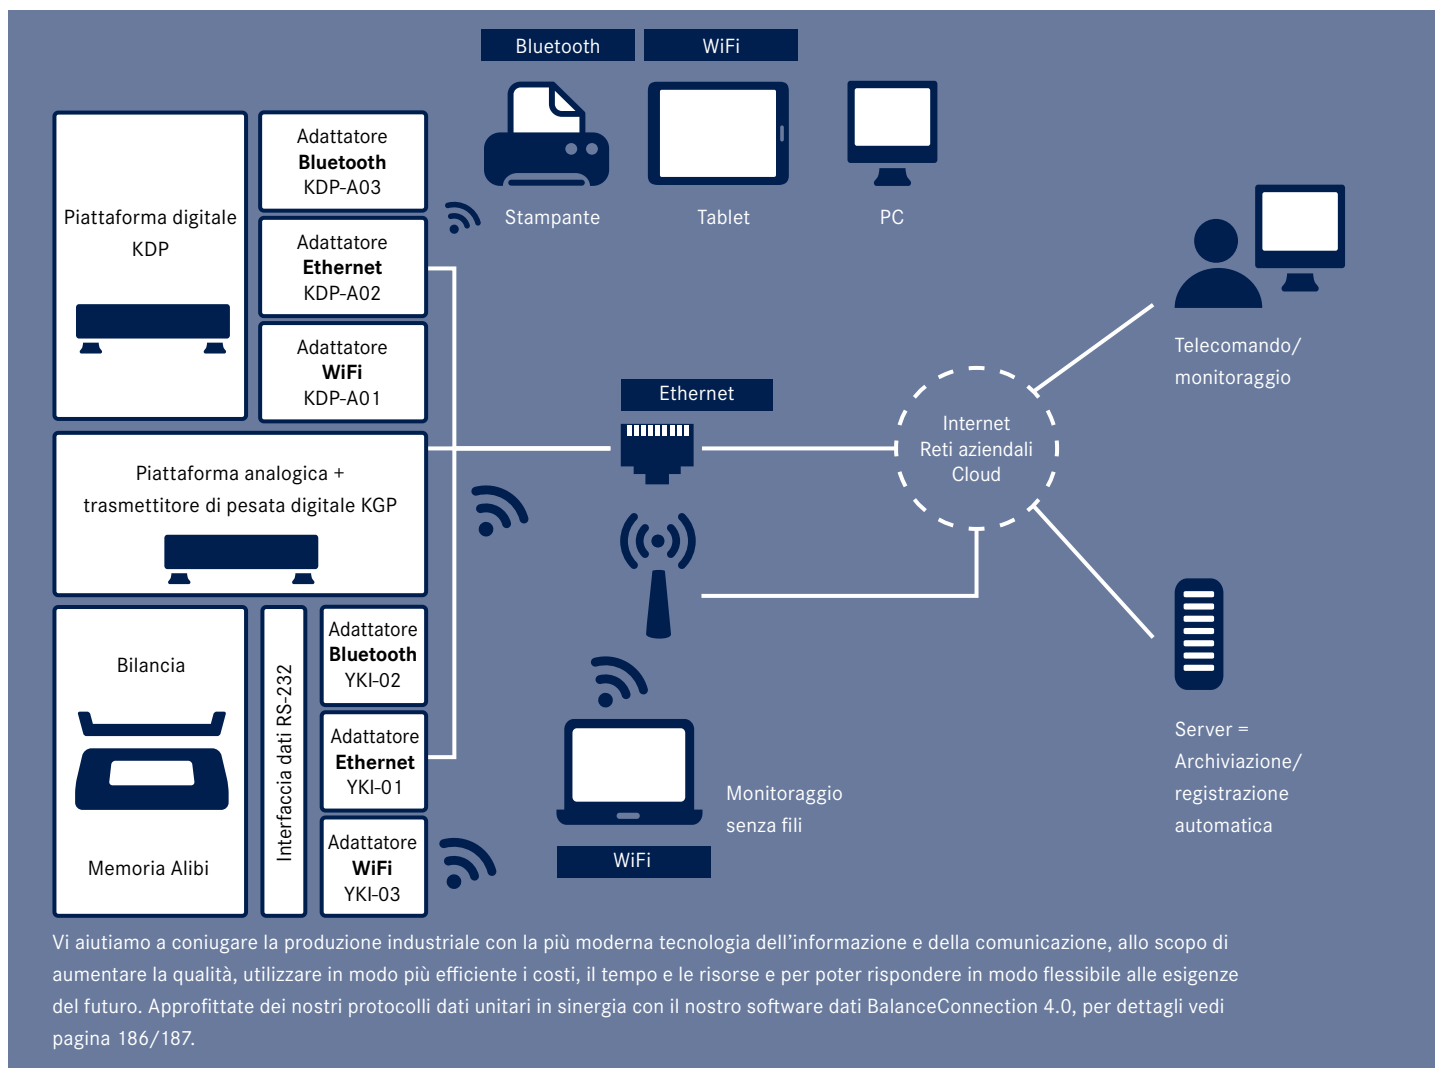 Bluetooth
WiFi
Stampante
Tablet
PC
Piattaforma digitale
KDP
Adattatore
Bluetooth
KDP-A03
Adattatore
Ethernet
KDP-A02
Adattatore
WiFi
KDP-A01
Piattaforma analogica +
trasmettitore di pesata digitale KGP
Bilancia
Memoria Alibi
Interfaccia dati RS-232
Adattatore
Bluetooth
YKI-02
Adattatore
Ethernet
YKI-01
Adattatore
WiFi
YKI-03
Ethernet
Internet
Reti aziendali
Cloud
Telecomando/
monitoraggio
Server =
Archiviazione/
registrazione
automatica
Monitoraggio
senza fili
WiFi
Vi aiutiamo a coniugare la produzione industriale con la più moderna tecnologia dell’informazione e della comunicazione, allo scopo di
aumentare la qualità, utilizzare in modo più efficiente i costi, il tempo e le risorse e per poter rispondere in modo flessibile alle esigenze
del futuro. Approfittate dei nostri protocolli dati unitari in sinergia con il nostro software dati BalanceConnection 4.0, per dettagli vedi
pagina 186/187.